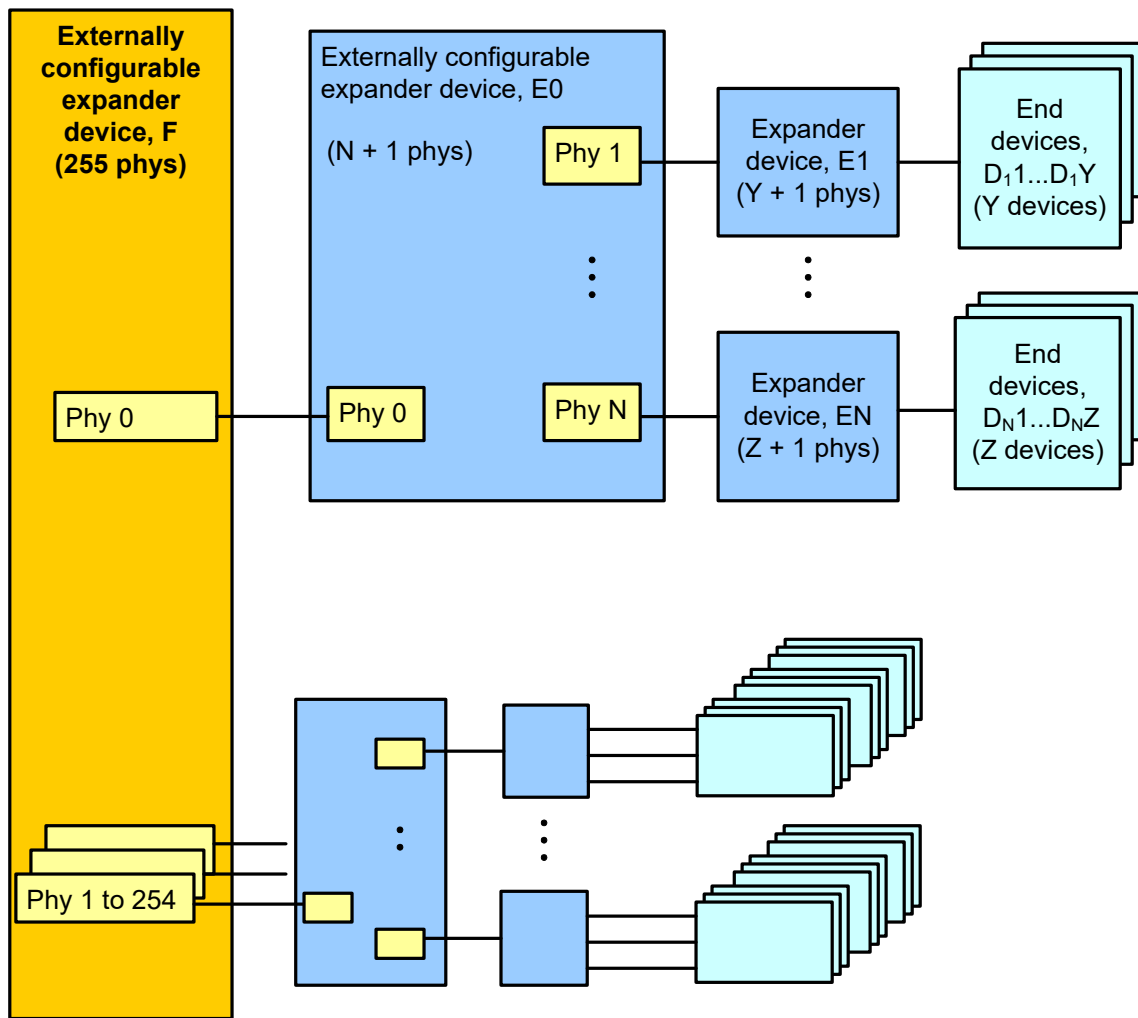 Externally
configurable
expander
device, F
(255 phys)
Phy 0
Phy 1 to 254
Externally configurable
expander device, E0
(N + 1 phys)
Phy 1
Phy 0
Phy N
Expander
device, E1
(Y + 1 phys)
End
devices,
D₁1...D₁Y
(Y devices)
Expander
device, EN
(Z + 1 phys)
End
devices,
D_N1...D_NZ
(Z devices)